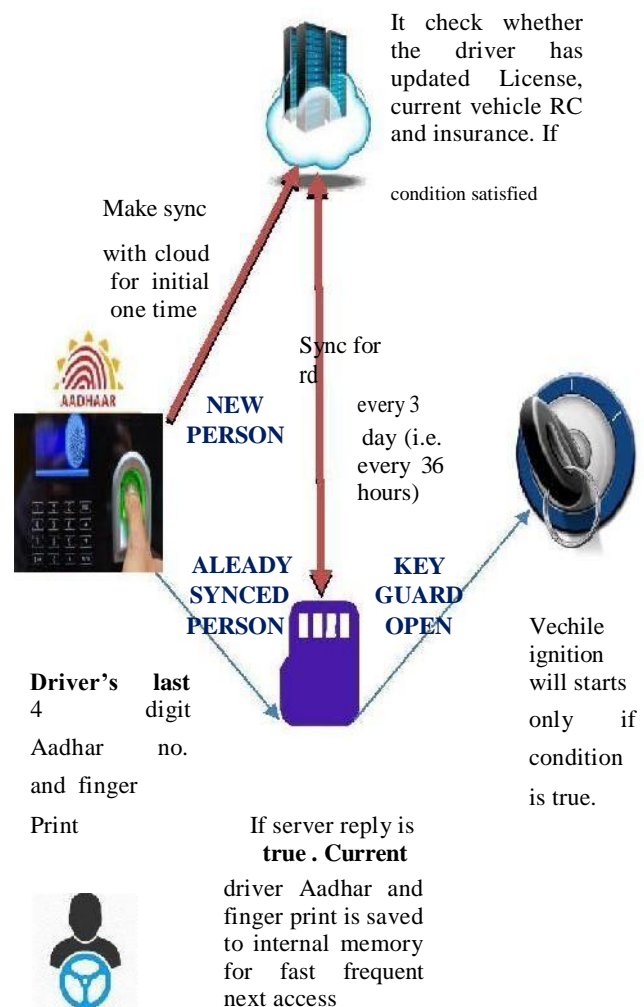 It check whether
the driver has
updated License,
current vehicle RC
and insurance. If
condition satisfied
Make sync
with cloud
for initial
one time
Sync for
rd
every 3
day (i.e.
every 36
hours)
AADHAAR
NEW
PERSON
ALEADY
SYNCED
PERSON
KEY
GUARD
OPEN
Vechile
ignition
will starts
only if
condition
is true.
Driver’s last
4 digit
Aadhar no.
and finger
Print
If server reply is
true . Current
driver Aadhar and
finger print is saved
to internal memory
for fast frequent
next access